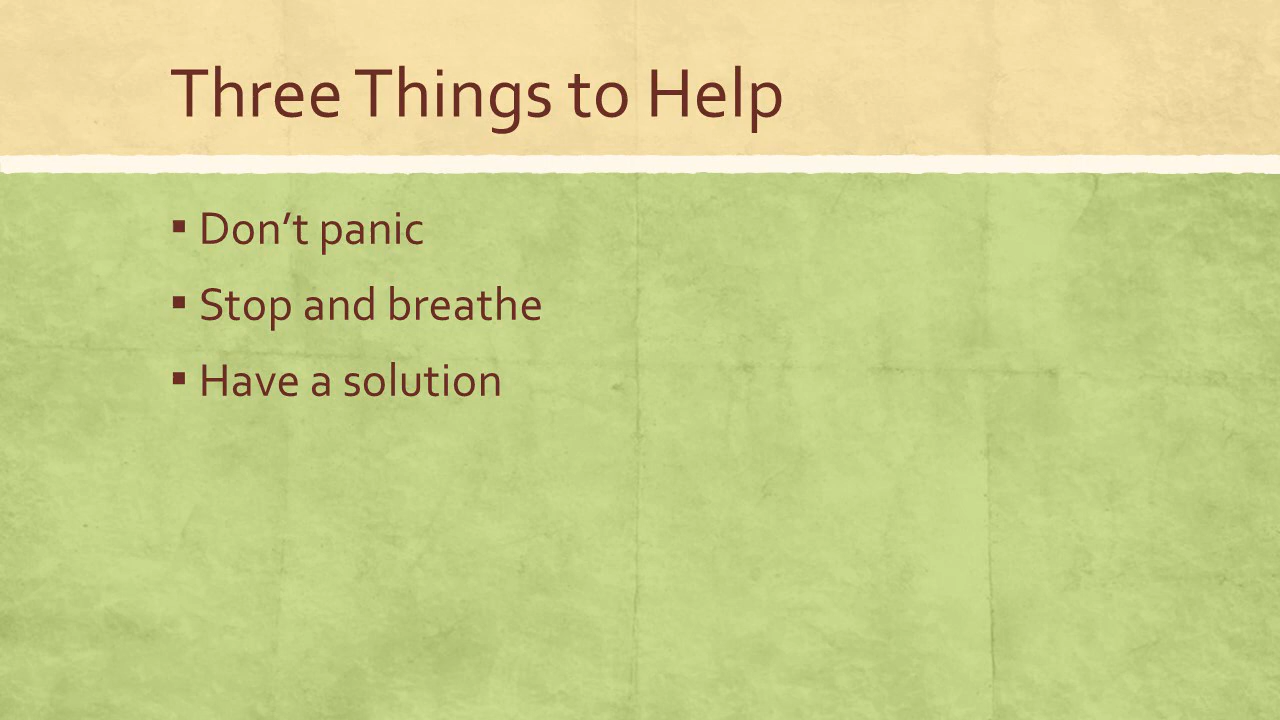 Three Things to Help
▪ Don’t panic
▪ Stop and breathe
▪ Have a solution